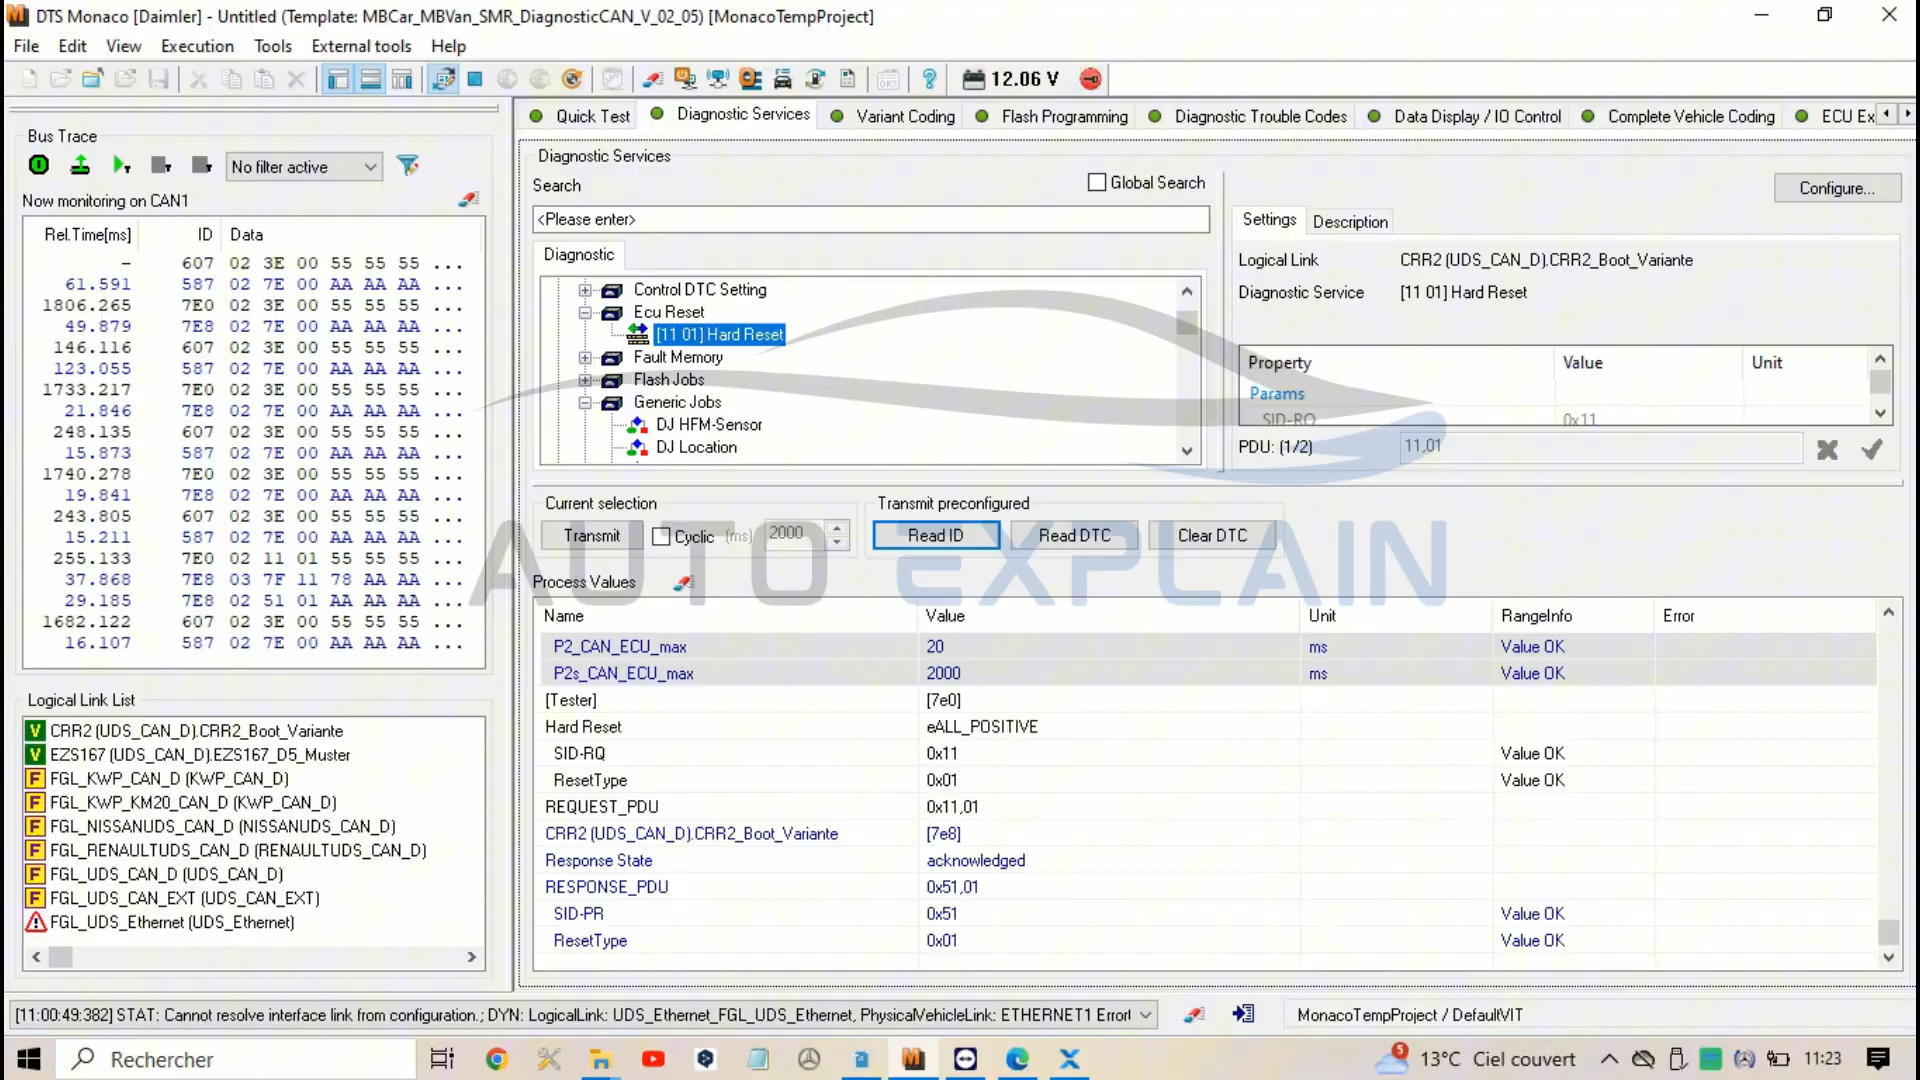 DTS Monaco [Daimler] - Untitled (Template: MBCar_MBVan_SMR_DiagnosticCAN_V_02_05) [MonacoTempProject]
File Edit View Execution Tools External tools Help
12.06 V
Quick Test Diagnostic Services Variant Coding Flash Programming Diagnostic Trouble Codes Data Display / IO Control Complete Vehicle Coding ECU Ex
Bus Trace
No filter active
Now monitoring on CAN1
Rel.Time[ms] ID Data
– 607 02 3E 00 55 55 55 ...
61.591 587 02 7E 00 AA AA AA ...
1806.265 7E0 02 3E 00 55 55 55 ...
49.879 7E8 02 7E 00 AA AA AA ...
146.116 607 02 3E 00 55 55 55 ...
123.055 587 02 7E 00 AA AA AA ...
1733.217 7E0 02 3E 00 55 55 55 ...
21.846 7E8 02 7E 00 AA AA AA ...
248.135 607 02 3E 00 55 55 55 ...
15.873 587 02 7E 00 AA AA AA ...
1740.278 7E0 02 3E 00 55 55 55 ...
19.841 7E8 02 7E 00 AA AA AA ...
243.805 607 02 3E 00 55 55 55 ...
15.211 587 02 7E 00 AA AA AA ...
255.133 7E0 02 11 01 55 55 55 ...
37.868 7E8 03 7F 11 78 AA AA ...
29.185 7E8 02 51 01 AA AA AA ...
1682.122 607 02 3E 00 55 55 55 ...
16.107 587 02 7E 00 AA AA AA ...
Logical Link List
V CRR2 (UDS_CAN_D).CRR2_Boot_Variante
V EZS167 (UDS_CAN_D).EZS167_D5_Muster
F FGL_KWP_CAN_D (KWP_CAN_D)
F FGL_KWP_KM20_CAN_D (KWP_CAN_D)
F FGL_NISSANUDS_CAN_D (NISSANUDS_CAN_D)
F FGL_RENAULTUDS_CAN_D (RENAULTUDS_CAN_D)
F FGL_UDS_CAN_D (UDS_CAN_D)
F FGL_UDS_CAN_EXT (UDS_CAN_EXT)
FGL_UDS_Ethernet (UDS_Ethernet)
Diagnostic Services
Search
Global Search
<Please enter>
Diagnostic
Control DTC Setting
Ecu Reset
[11 01] Hard Reset
Fault Memory
Flash Jobs
Generic Jobs
DJ HFM-Sensor
DJ Location
Configure...
Settings Description
Logical Link CRR2 (UDS_CAN_D).CRR2_Boot_Variante
Diagnostic Service [11 01] Hard Reset
Property Value Unit
Params
SID-RQ 0x11
PDU: (1/2) 11,01
Current selection
Transmit Cyclic (ms) 2000
Transmit preconfigured
Read ID Read DTC Clear DTC
AUTO EXPLAIN
Process Values
Name Value Unit RangeInfo Error
P2_CAN_ECU_max 20 ms Value OK
P2s_CAN_ECU_max 2000 ms Value OK
[Tester] [7e0]
Hard Reset eALL_POSITIVE
SID-RQ 0x11 Value OK
ResetType 0x01 Value OK
REQUEST_PDU 0x11,01
CRR2 (UDS_CAN_D).CRR2_Boot_Variante [7e8]
Response State acknowledged
RESPONSE_PDU 0x51,01
SID-PR 0x51 Value OK
ResetType 0x01 Value OK
[11:00:49:382] STAT: Cannot resolve interface link from configuration.; DYN: LogicalLink: UDS_Ethernet_FGL_UDS_Ethernet, PhysicalVehicleLink: ETHERNET1 Error!
MonacoTempProject / DefaultVIT
Rechercher
5
13°C Ciel couvert
11:23